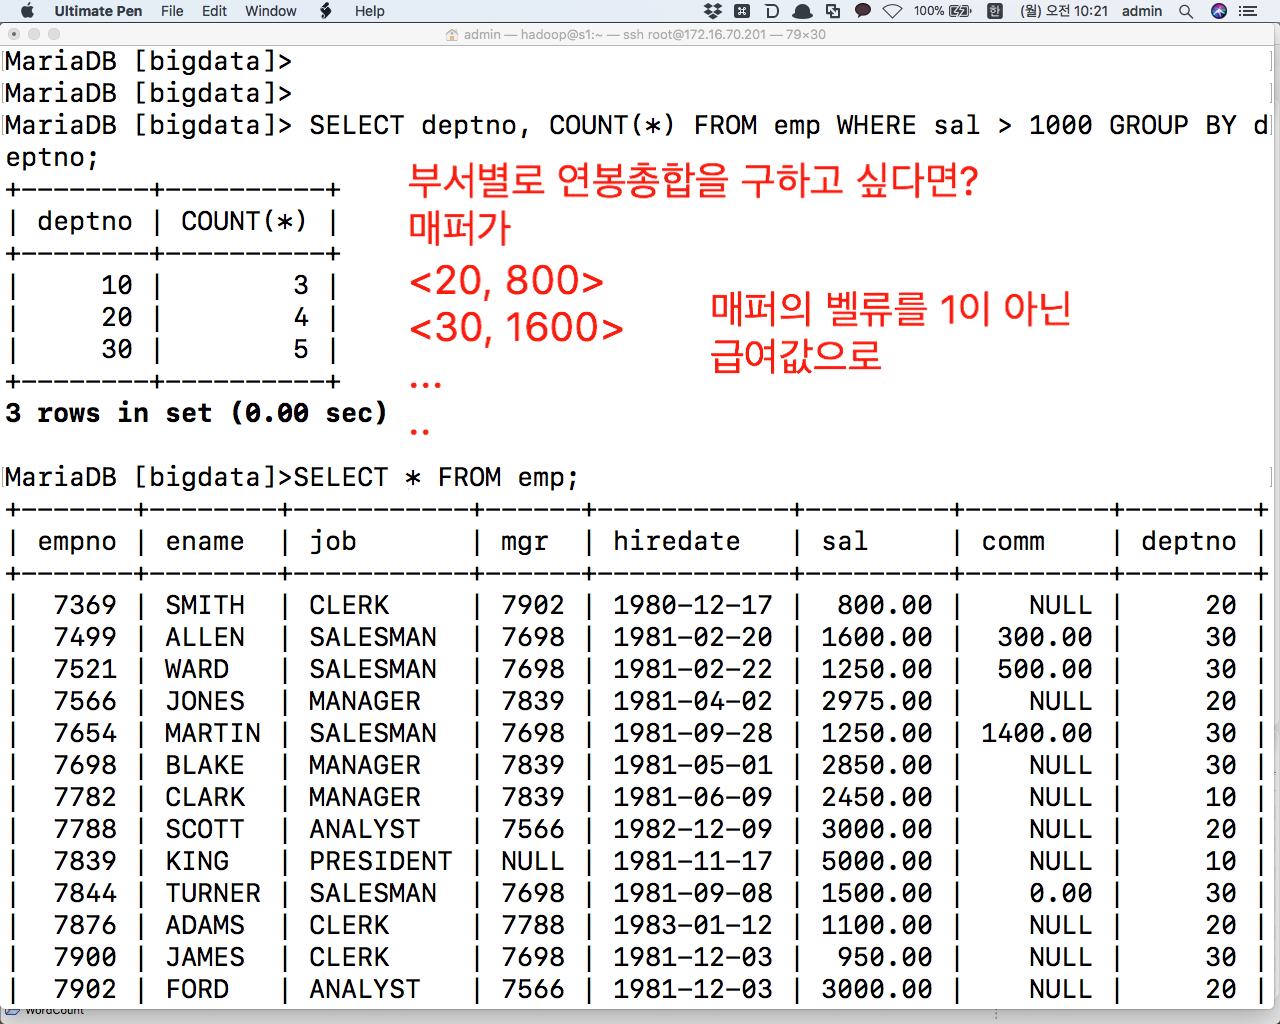 Ultimate Pen File Edit Window Help 100% 한 (월) 오전 10:21 admin
admin — hadoop@s1:~ — ssh root@172.16.70.201 — 79×30
MariaDB [bigdata]>
MariaDB [bigdata]>
MariaDB [bigdata]> SELECT deptno, COUNT(*) FROM emp WHERE sal > 1000 GROUP BY d
eptno;
+--------+----------+
| deptno | COUNT(*) |
+--------+----------+
| 10 | 3 |
| 20 | 4 |
| 30 | 5 |
+--------+----------+
3 rows in set (0.00 sec)
부서별로 연봉총합을 구하고 싶다면?
매퍼가
<20, 800>
<30, 1600>
...
..
매퍼의 벨류를 1이 아닌
급여값으로
MariaDB [bigdata]>SELECT * FROM emp;
+-------+--------+-----------+------+------------+---------+---------+--------+
| empno | ename | job | mgr | hiredate | sal | comm | deptno |
+-------+--------+-----------+------+------------+---------+---------+--------+
| 7369 | SMITH | CLERK | 7902 | 1980-12-17 | 800.00 | NULL | 20 |
| 7499 | ALLEN | SALESMAN | 7698 | 1981-02-20 | 1600.00 | 300.00 | 30 |
| 7521 | WARD | SALESMAN | 7698 | 1981-02-22 | 1250.00 | 500.00 | 30 |
| 7566 | JONES | MANAGER | 7839 | 1981-04-02 | 2975.00 | NULL | 20 |
| 7654 | MARTIN | SALESMAN | 7698 | 1981-09-28 | 1250.00 | 1400.00 | 30 |
| 7698 | BLAKE | MANAGER | 7839 | 1981-05-01 | 2850.00 | NULL | 30 |
| 7782 | CLARK | MANAGER | 7839 | 1981-06-09 | 2450.00 | NULL | 10 |
| 7788 | SCOTT | ANALYST | 7566 | 1982-12-09 | 3000.00 | NULL | 20 |
| 7839 | KING | PRESIDENT | NULL | 1981-11-17 | 5000.00 | NULL | 10 |
| 7844 | TURNER | SALESMAN | 7698 | 1981-09-08 | 1500.00 | 0.00 | 30 |
| 7876 | ADAMS | CLERK | 7788 | 1983-01-12 | 1100.00 | NULL | 20 |
| 7900 | JAMES | CLERK | 7698 | 1981-12-03 | 950.00 | NULL | 30 |
| 7902 | FORD | ANALYST | 7566 | 1981-12-03 | 3000.00 | NULL | 20 |
WordCount